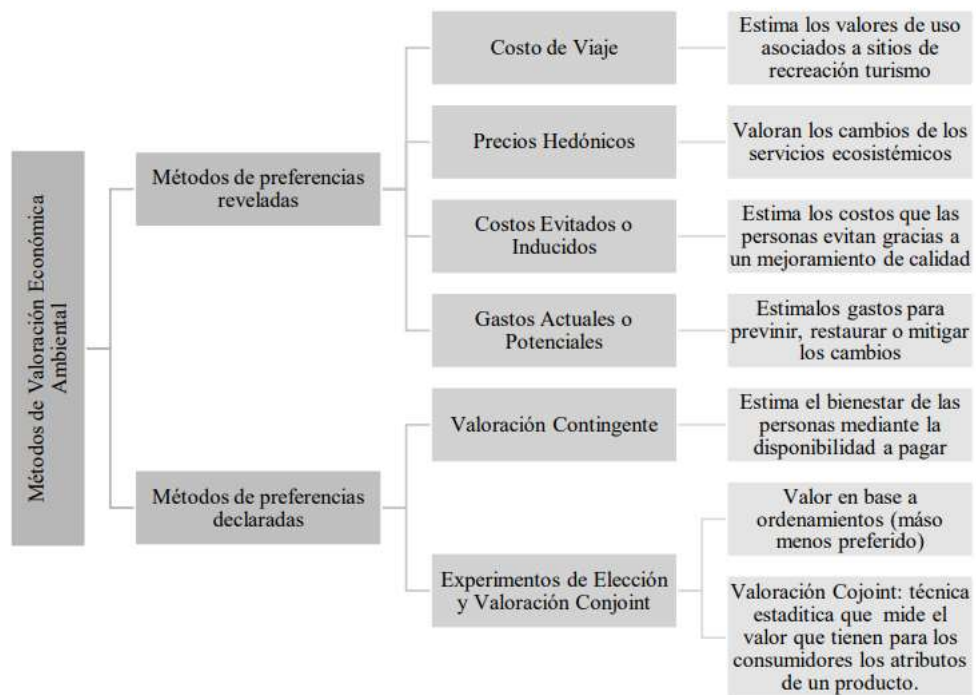 Métodos de Valoración Económica
Ambiental
Métodos de preferencias
reveladas
Costo de Viaje
Estima los valores de uso
asociados a sitios de
recreación turismo
Precios Hedónicos
Valoran los cambios de los
servicios ecosistémicos
Costos Evitados o
Inducidos
Estima los costos que las
personas evitan gracias a
un mejoramiento de calidad
Gastos Actuales o
Potenciales
Estimalos gastos para
previnir, restaurar o mitigar
los cambios
Métodos de preferencias
declaradas
Valoración Contingente
Estima el bienestar de las
personas mediante la
disponibilidad a pagar
Experimentos de Elección
y Valoración Conjoint
Valor en base a
ordenamientos (máso
menos preferido)
Valoración Cojoint: técnica
estaditica que mide el
valor que tienen para los
consumidores los atributos
de un producto.